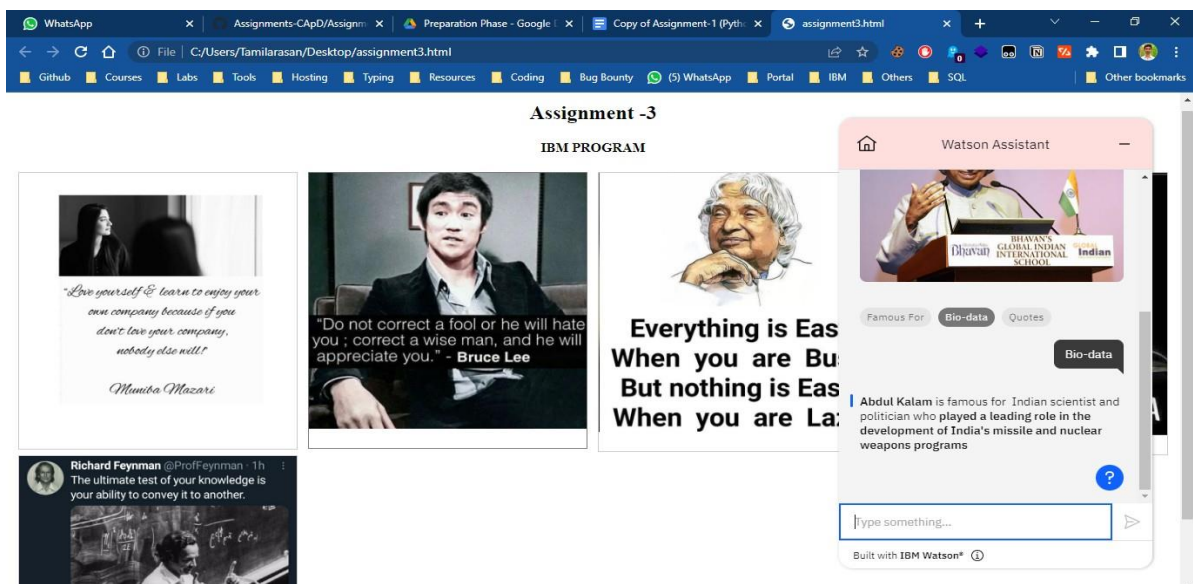 WhatsApp
Assignments-CApD/Assignm
Preparation Phase - Google
Copy of Assignment-1 (Pyth
assignment3.html
File | C:/Users/Tamilarasan/Desktop/assignment3.html
Github Courses Labs Tools Hosting Typing Resources Coding Bug Bounty (5) WhatsApp Portal IBM Others SQL Other bookmarks
Assignment -3
IBM PROGRAM
"Love yourself & learn to enjoy your
own company because if you
don't love your company,
nobody else will!"
Muniba Mazari
"Do not correct a fool or he will hate
you ; correct a wise man, and he will
appreciate you." - Bruce Lee
Everything is Eas
When you are Bu
But nothing is Eas
When you are La
Richard Feynman @ProfFeynman · 1h
The ultimate test of your knowledge is
your ability to convey it to another.
Watson Assistant
Bhavan
BHAVAN'S
GLOBAL INDIAN
INTERNATIONAL
SCHOOL
Indian
Famous For Bio-data Quotes
Bio-data
Abdul Kalam is famous for Indian scientist and
politician who played a leading role in the
development of India's missile and nuclear
weapons programs
?
Type something...
Built with IBM Watson®